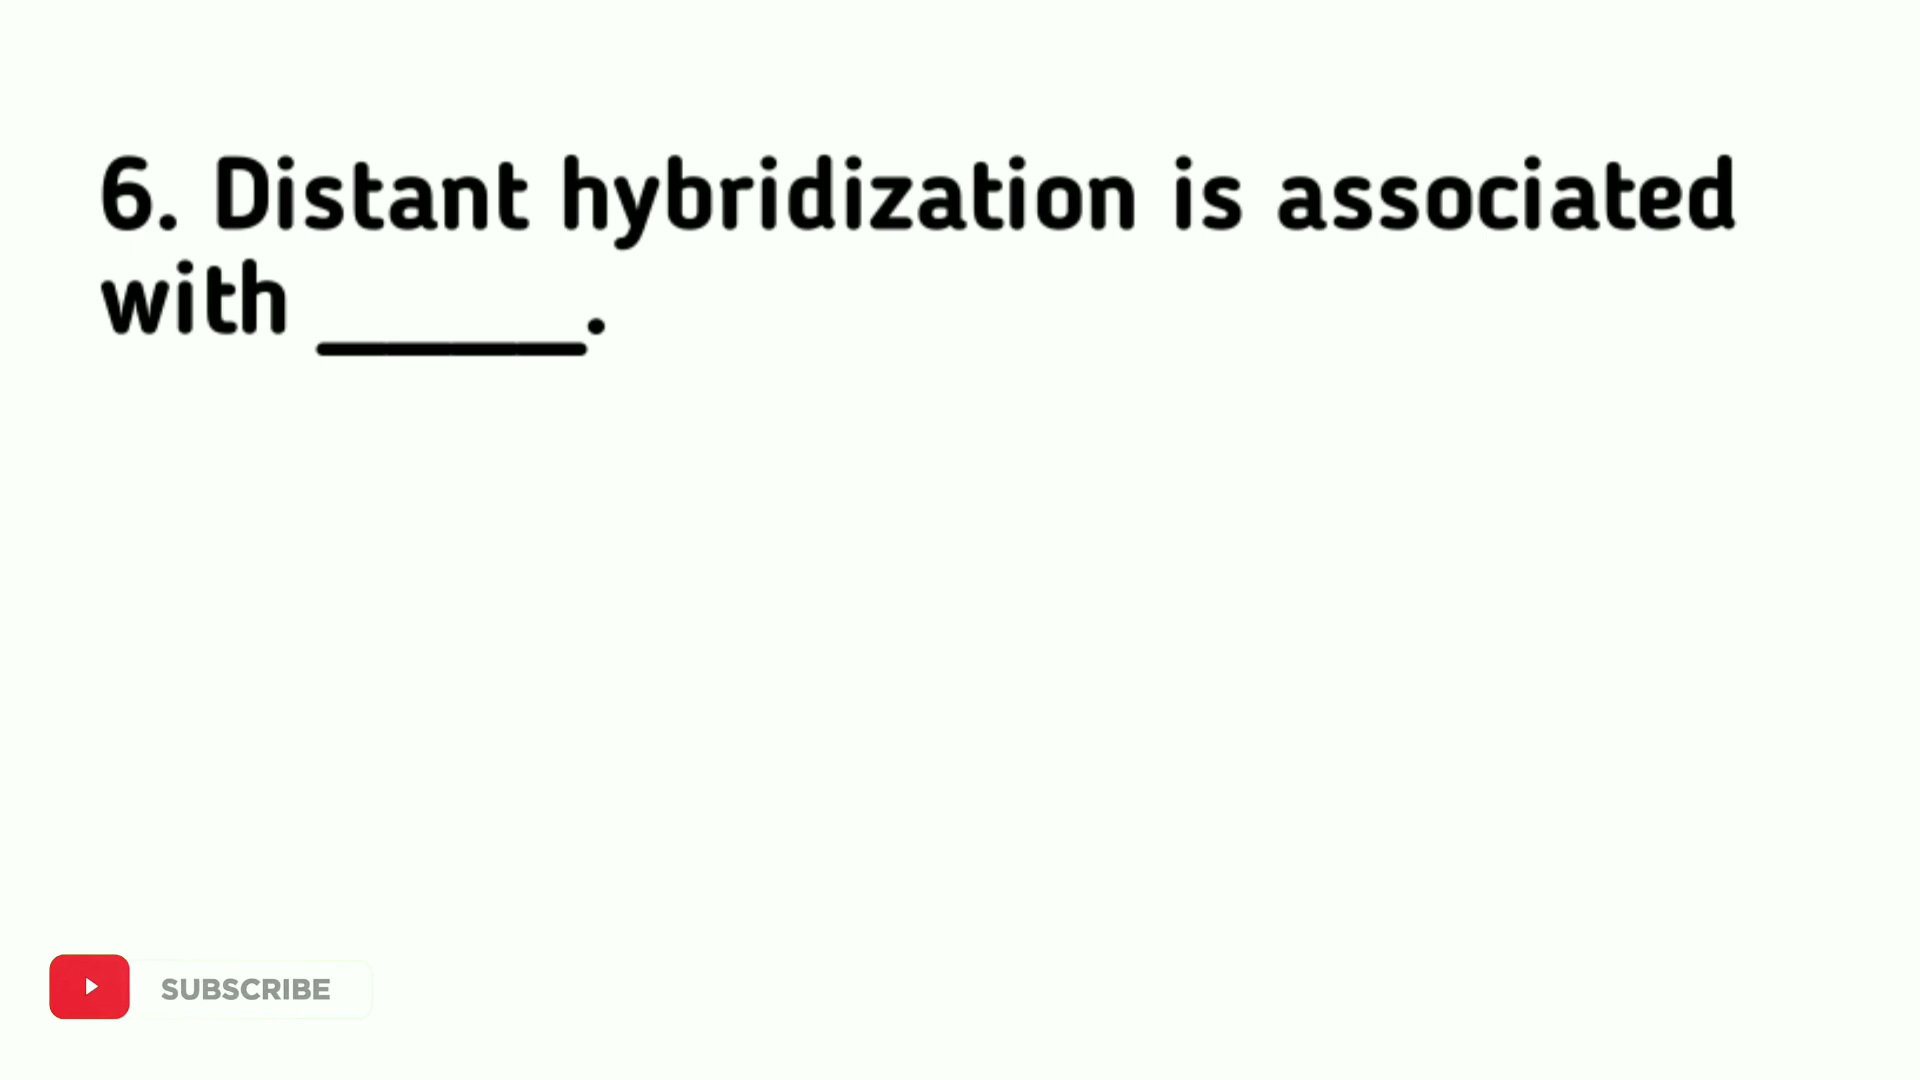 6. Distant hybridization is associated
with ______.
SUBSCRIBE